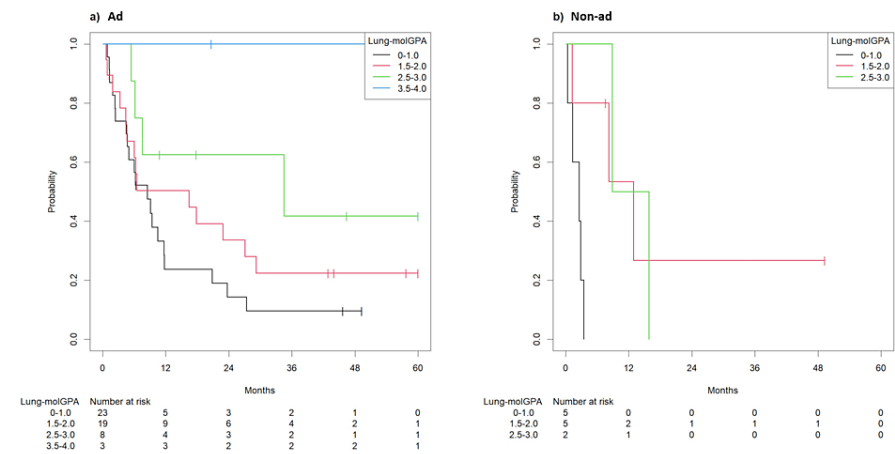 a) Ad
Lung-molGPA
0-1.0
1.5-2.0
2.5-3.0
3.5-4.0
Probability
1.0
0.8
0.6
0.4
0.2
0.0
0 12 24 36 48 60
Months
Lung-molGPA Number at risk
0-1.0 23 5 3 2 1 0
1.5-2.0 19 9 6 4 2 1
2.5-3.0 8 4 3 2 1 1
3.5-4.0 3 3 2 2 2 1
b) Non-ad
Lung-molGPA
0-1.0
1.5-2.0
2.5-3.0
Probability
1.0
0.8
0.6
0.4
0.2
0.0
0 12 24 36 48 60
Months
Lung-molGPA Number at risk
0-1.0 5 0 0 0 0 0
1.5-2.0 5 2 1 1 1 0
2.5-3.0 2 1 0 0 0 0